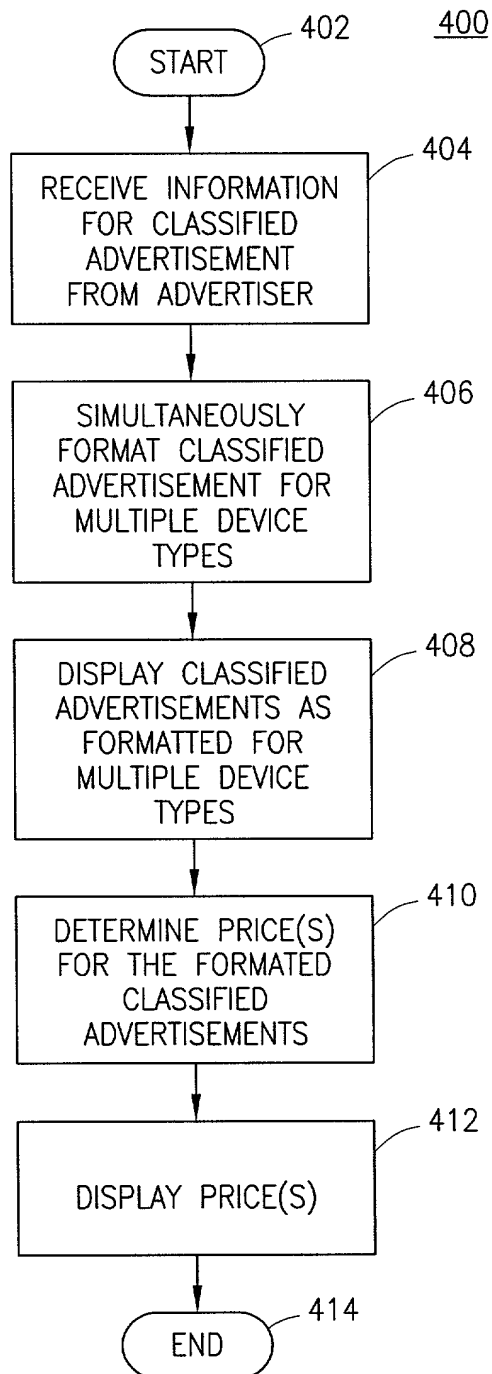 400
402
START
404
RECEIVE INFORMATION
FOR CLASSIFIED
ADVERTISEMENT
FROM ADVERTISER
406
SIMULTANEOUSLY
FORMAT CLASSIFIED
ADVERTISEMENT FOR
MULTIPLE DEVICE
TYPES
408
DISPLAY CLASSIFIED
ADVERTISEMENTS AS
FORMATTED FOR
MULTIPLE DEVICE
TYPES
410
DETERMINE PRICE(S)
FOR THE FORMATED
CLASSIFIED
ADVERTISEMENTS
412
DISPLAY PRICE(S)
414
END